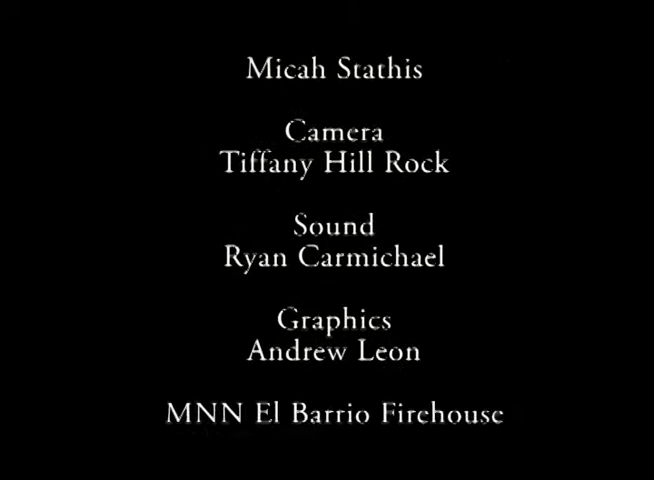 Micah Stathis
Camera
Tiffany Hill Rock
Sound
Ryan Carmichael
Graphics
Andrew Leon
MNN El Barrio Firehouse